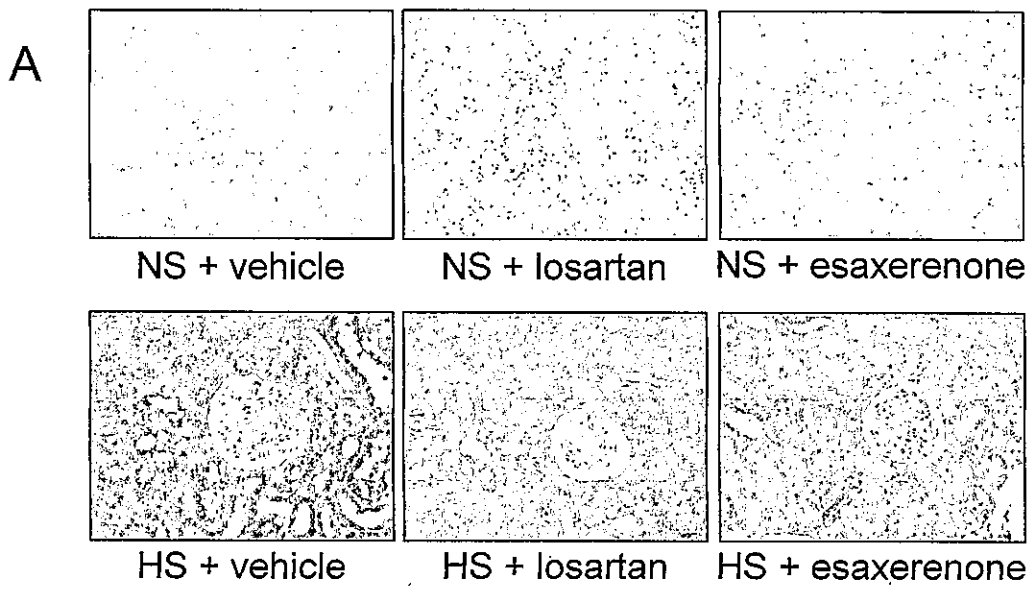 A
NS + vehicle NS + losartan NS + esaxerenone
HS + vehicle HS + losartan HS + esaxerenone